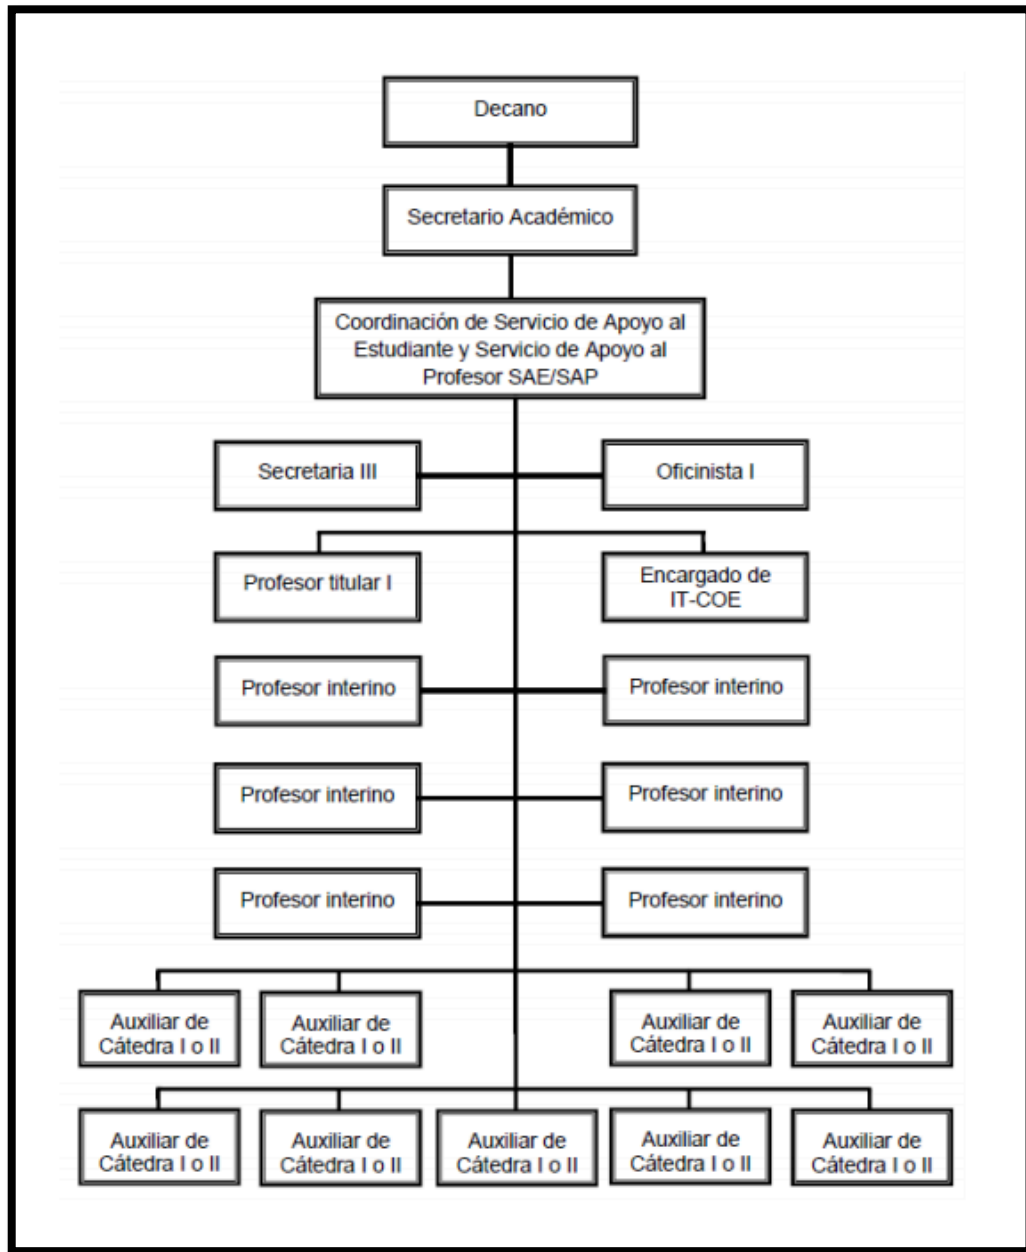 Decano
Secretario Académico
Coordinación de Servicio de Apoyo al
Estudiante y Servicio de Apoyo al
Profesor SAE/SAP
Secretaria III
Oficinista I
Profesor titular I
Encargado de
IT-COE
Profesor interino
Profesor interino
Profesor interino
Profesor interino
Profesor interino
Profesor interino
Auxiliar de
Cátedra I o II
Auxiliar de
Cátedra I o II
Auxiliar de
Cátedra I o II
Auxiliar de
Cátedra I o II
Auxiliar de
Cátedra I o II
Auxiliar de
Cátedra I o II
Auxiliar de
Cátedra I o II
Auxiliar de
Cátedra I o II
Auxiliar de
Cátedra I o II